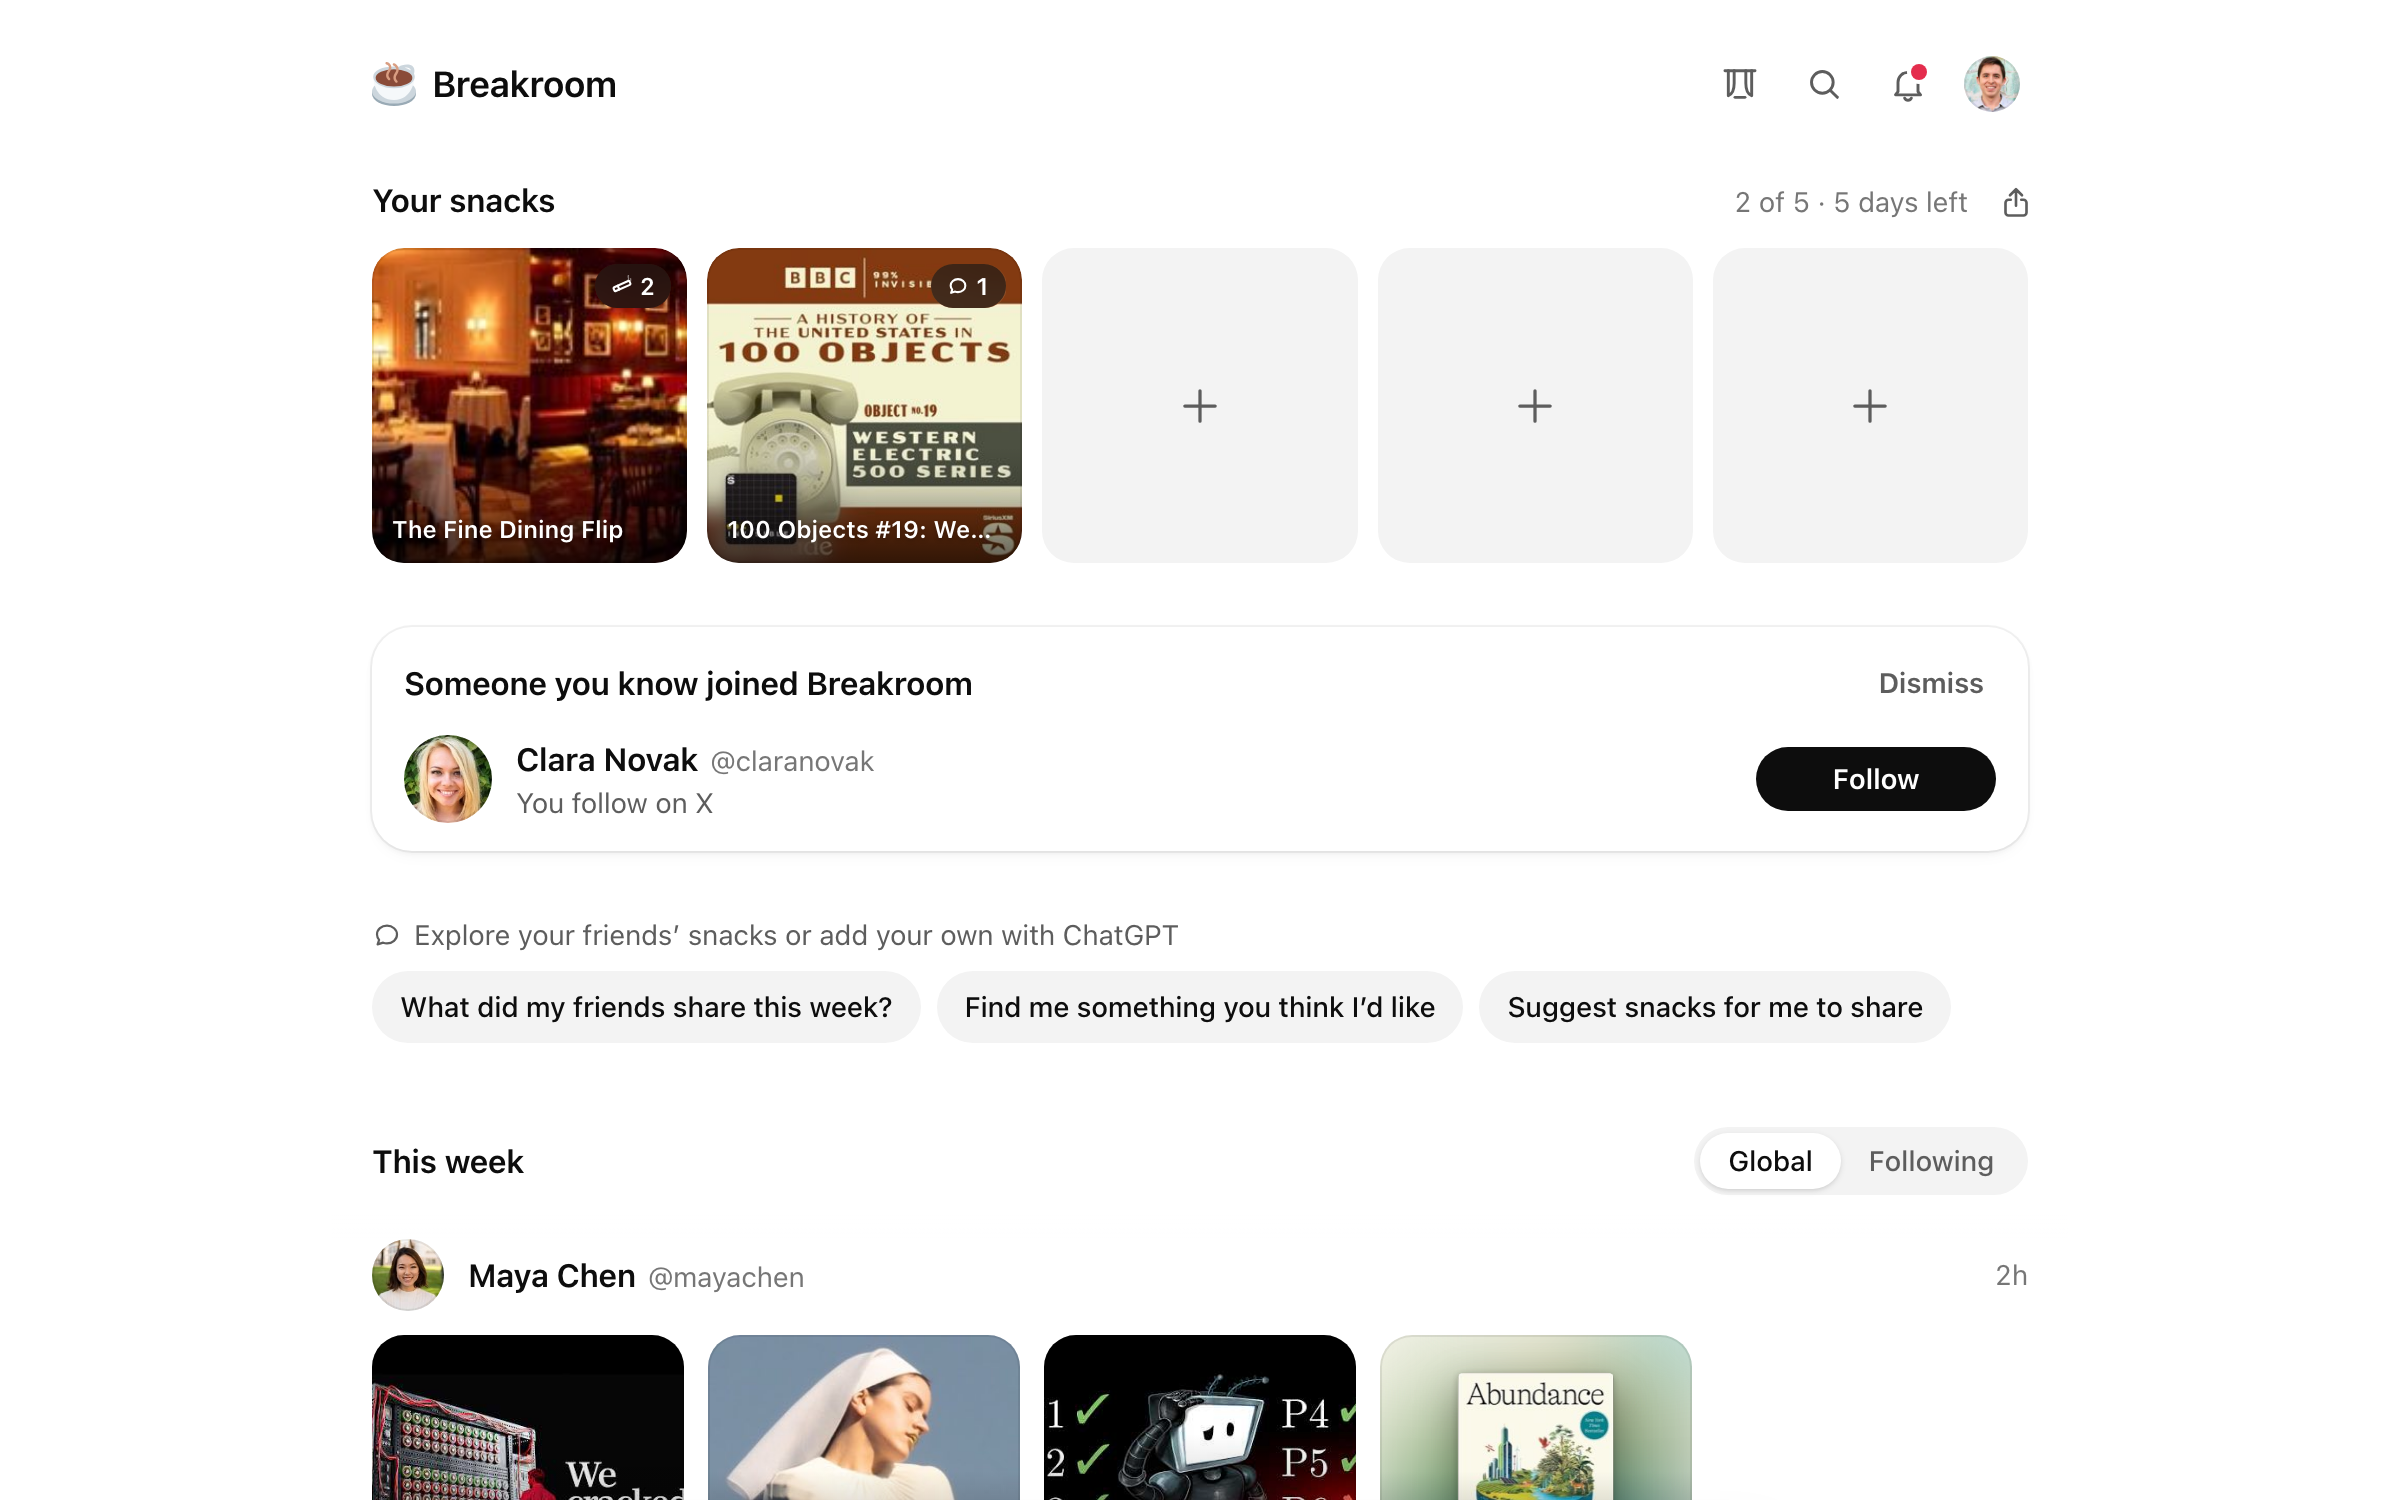 Breakroom
Your snacks
2 of 5 · 5 days left
2
The Fine Dining Flip
BBC
99%
1
A HISTORY OF
THE UNITED STATES IN
100 OBJECTS
OBJECT No.19
WESTERN
ELECTRIC
500 SERIES
SiriusXM
S
100 Objects #19: We...
Someone you know joined Breakroom
Dismiss
Clara Novak @claranovak
You follow on X
Follow
Explore your friends’ snacks or add your own with ChatGPT
What did my friends share this week?
Find me something you think I’d like
Suggest snacks for me to share
This week
Global
Following
Maya Chen @mayachen
2h
We
1 ✓
2 ✓
P4 ✓
P5 ✓
Abundance